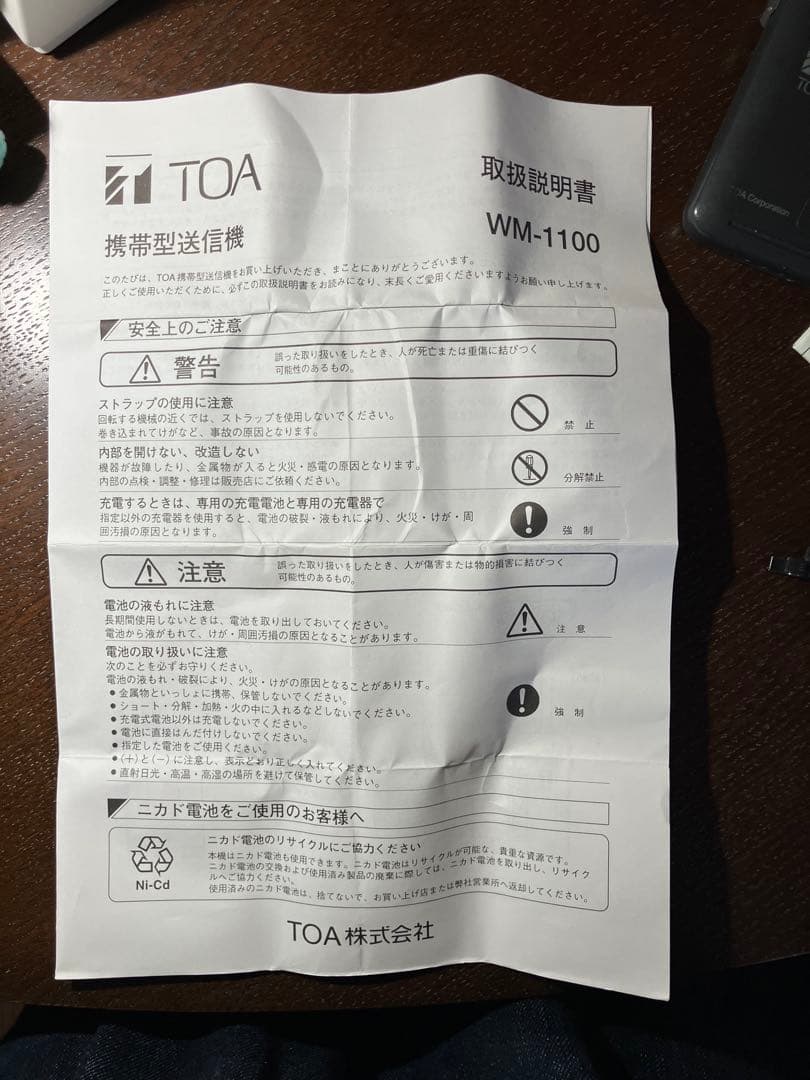 TOA
取扱説明書
携帯型送信機
WM-1100
このたびは、TOA携帯型送信機をお買い上げいただき、まことにありがとうございます。
正しくご使用いただくために、必ずこの取扱説明書をお読みになり、末長くご愛用くださいますようお願い申し上げます。
安全上のご注意
警告
誤った取り扱いをしたとき、人が死亡または重傷に結びつく
可能性のあるもの。
ストラップの使用に注意
回転する機械の近くでは、ストラップを使用しないでください。
巻き込まれてけがなど、事故の原因となります。
禁止
内部を開けない、改造しない
機器が故障したり、金属物が入ると火災・感電の原因となります。
内部の点検・調整・修理は販売店にご依頼ください。
分解禁止
充電するときは、専用の充電電池と専用の充電器で
指定以外の充電器を使用すると、電池の破裂・液もれにより、火災・けが・周
囲汚損の原因となります。
強制
注意
誤った取り扱いをしたとき、人が傷害または物的損害に結びつく
可能性のあるもの。
電池の液もれに注意
長期間使用しないときは、電池を取り出しておいてください。
電池から液がもれて、けが・周囲汚損の原因となることがあります。
注意
電池の取り扱いに注意
次のことを必ずお守りください。
電池の液もれ・破裂により、火災・けがの原因となることがあります。
●金属物といっしょに携帯、保管しないでください。
●ショート・分解・加熱・火の中に入れるなどしないでください。
●充電式電池以外は充電しないでください。
●電池に直接はんだ付けしないでください。
●指定した電池をご使用ください。
●(+)と(−)に注意し、表示どおり正しく入れてください。
●直射日光・高温・高湿の場所を避けて保管してください。
強制
ニカド電池をご使用のお客様へ
Ni-Cd
ニカド電池のリサイクルにご協力ください
本機はニカド電池も使用できます。ニカド電池はリサイクルが可能な、貴重な資源です。
ニカド電池の交換および使用済み製品の廃棄に際しては、ニカド電池を取り出し、リサイク
ルへご協力ください。
使用済みのニカド電池は、捨てないで、お買い上げ店または弊社営業所へ返却してください。
TOA株式会社
Corporation